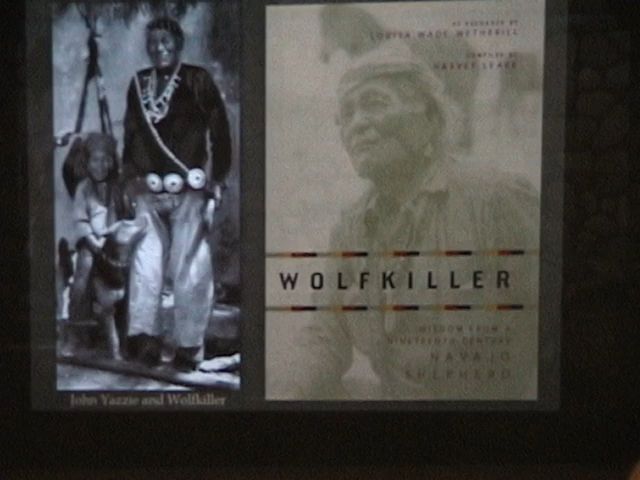 AS RECORDED BY
LOUISA WADE WETHERILL
COMPILED BY
HARVEY LEAKE
WOLFKILLER
WISDOM FROM A
NINETEENTH-CENTURY
NAVAJO
SHEPHERD
John Yazzie and Wolfkiller